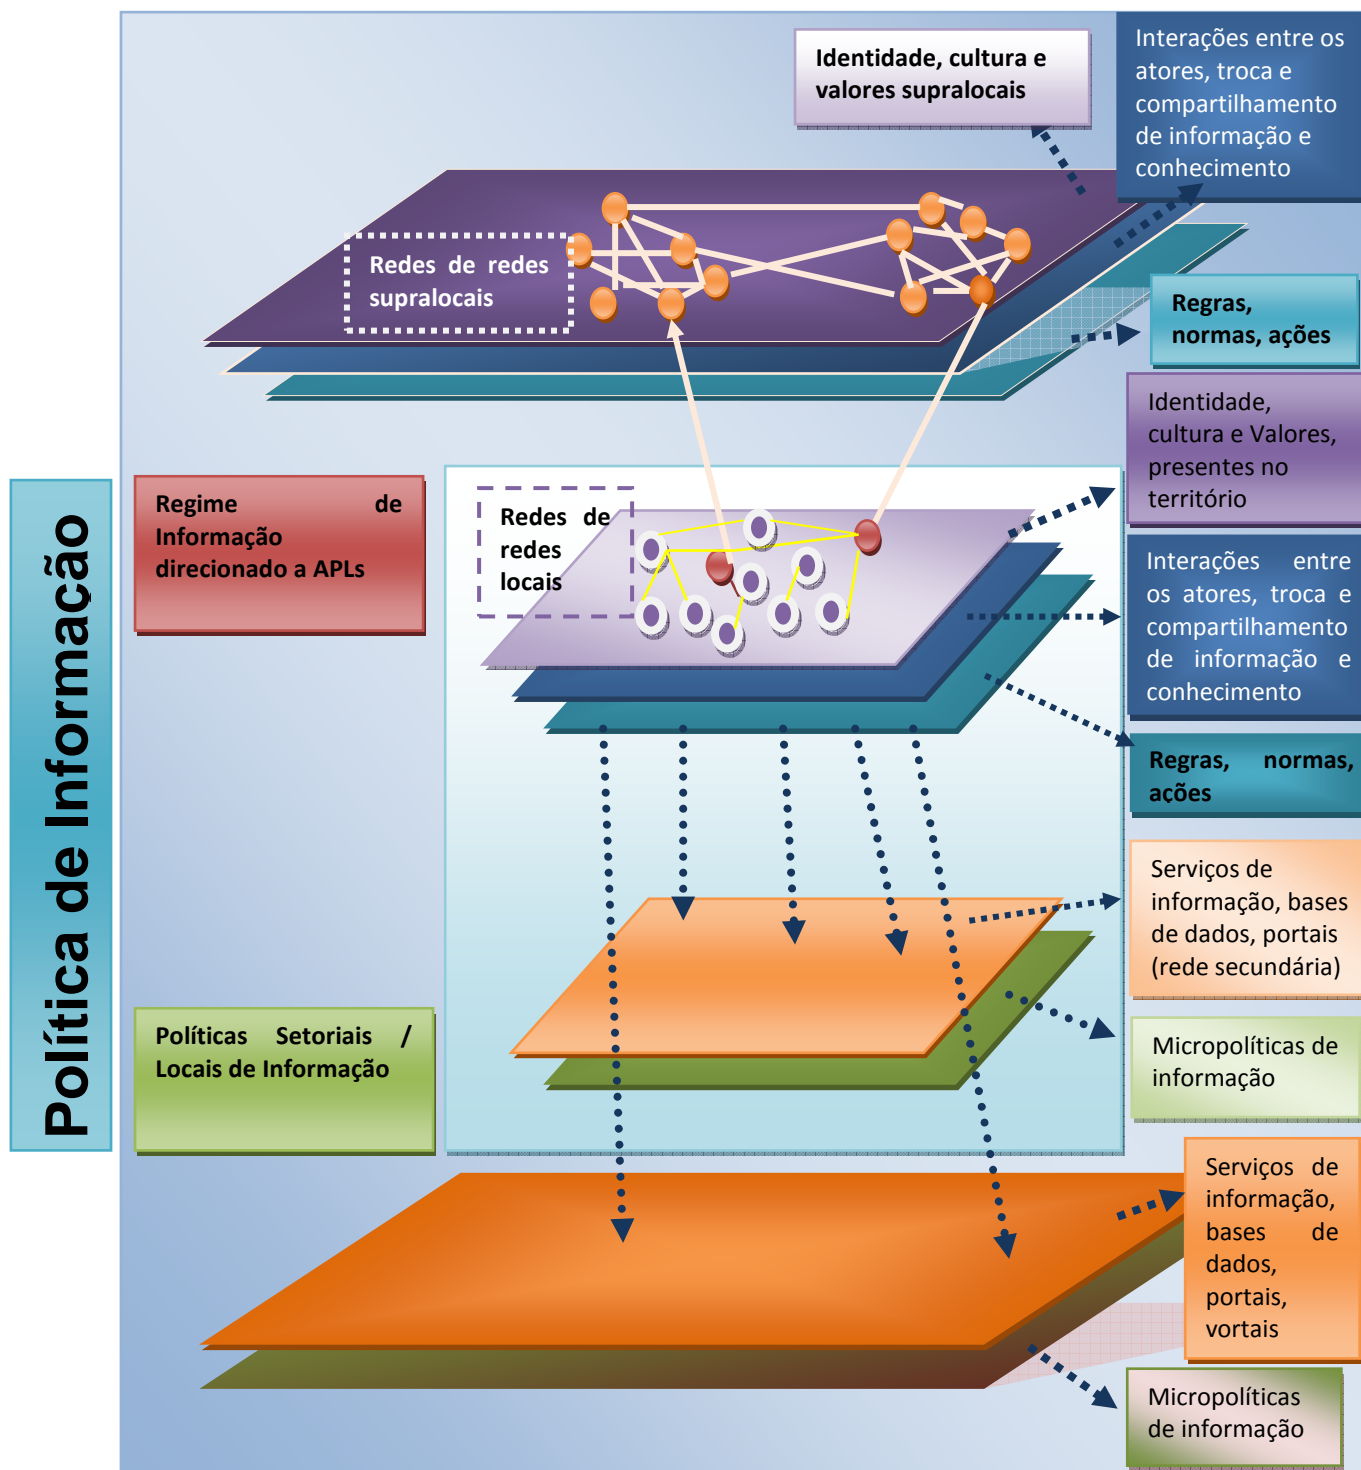 Identidade, cultura e
valores supralocais
Interações entre os
atores, troca e
compartilhamento
de informação e
conhecimento
Redes de redes
supralocais
Regras,
normas, ações
Identidade,
cultura e Valores,
presentes no
território
Política de Informação
Regime de
Informação
direcionado a APLs
Redes de
redes
locais
Interações entre
os atores, troca e
compartilhamento
de informação e
conhecimento
Regras, normas,
ações
Serviços de
informação, bases
de dados, portais
(rede secundária)
Políticas Setoriais /
Locais de Informação
Micropolíticas de
informação
Serviços de
informação,
bases de
dados,
portais,
vortais
Micropolíticas
de informação